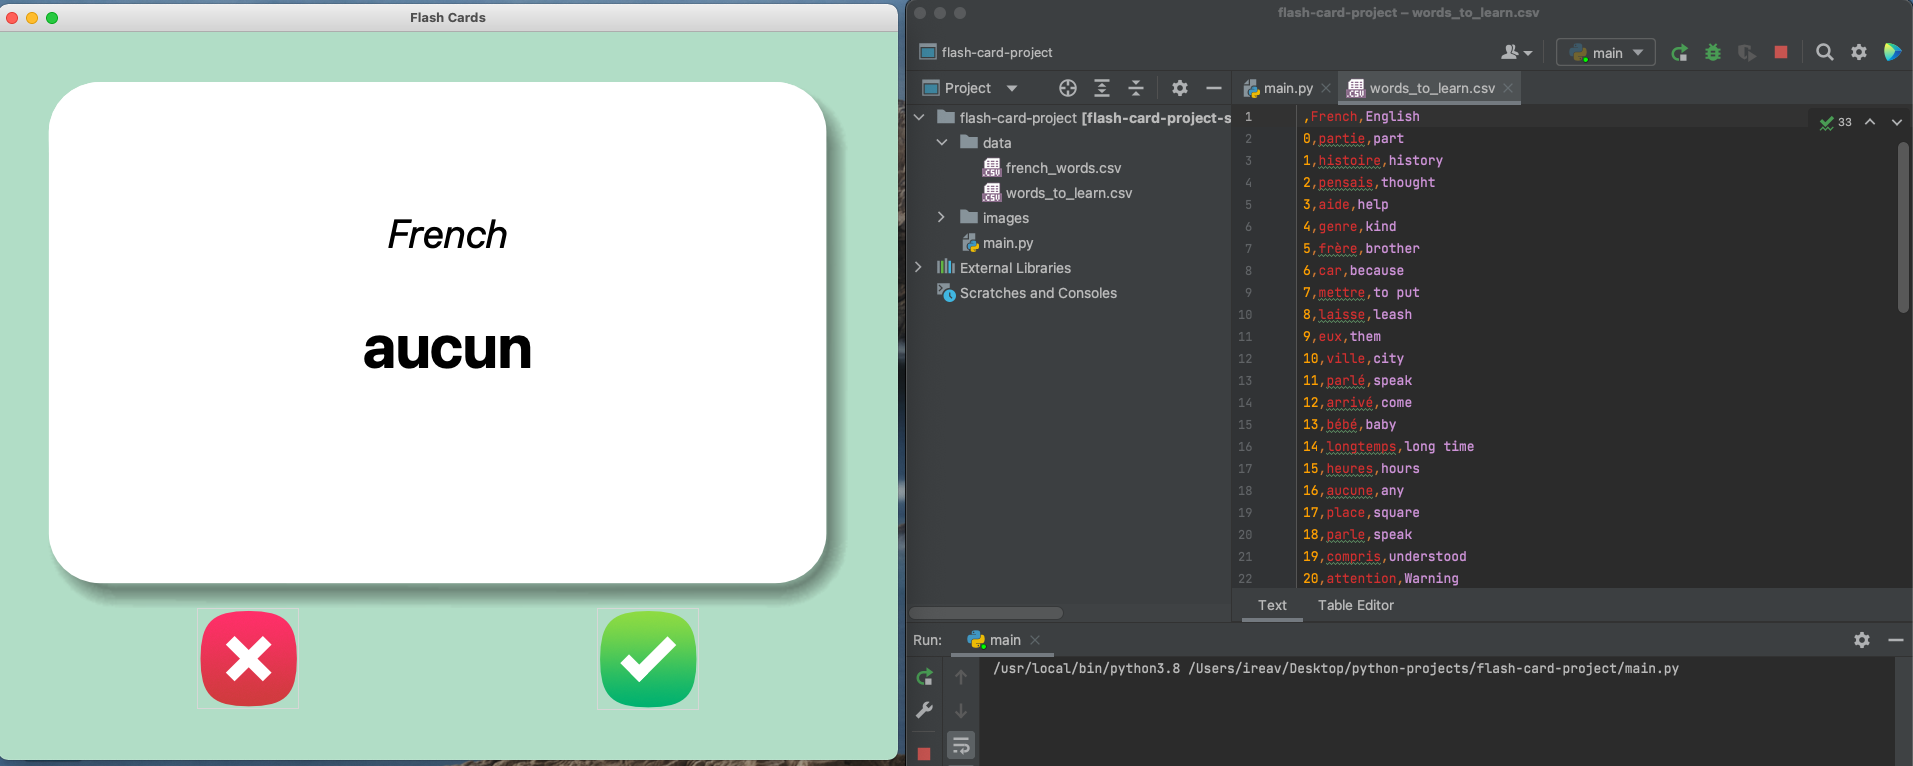 Flash Cards
French
aucun
flash-card-project – words_to_learn.csv
flash-card-project
main
Project
main.py
words_to_learn.csv
flash-card-project [flash-card-project-s
data
french_words.csv
words_to_learn.csv
images
main.py
External Libraries
Scratches and Consoles
33
1 ,French,English
2 0,partie,part
3 1,histoire,history
4 2,pensais,thought
5 3,aide,help
6 4,genre,kind
7 5,frère,brother
8 6,car,because
9 7,mettre,to put
10 8,laisse,leash
11 9,eux,them
12 10,ville,city
13 11,parlé,speak
14 12,arrivé,come
15 13,bébé,baby
16 14,longtemps,long time
17 15,heures,hours
18 16,aucune,any
19 17,place,square
20 18,parle,speak
21 19,compris,understood
22 20,attention,Warning
Text Table Editor
Run: main
/usr/local/bin/python3.8 /Users/ireav/Desktop/python-projects/flash-card-project/main.py